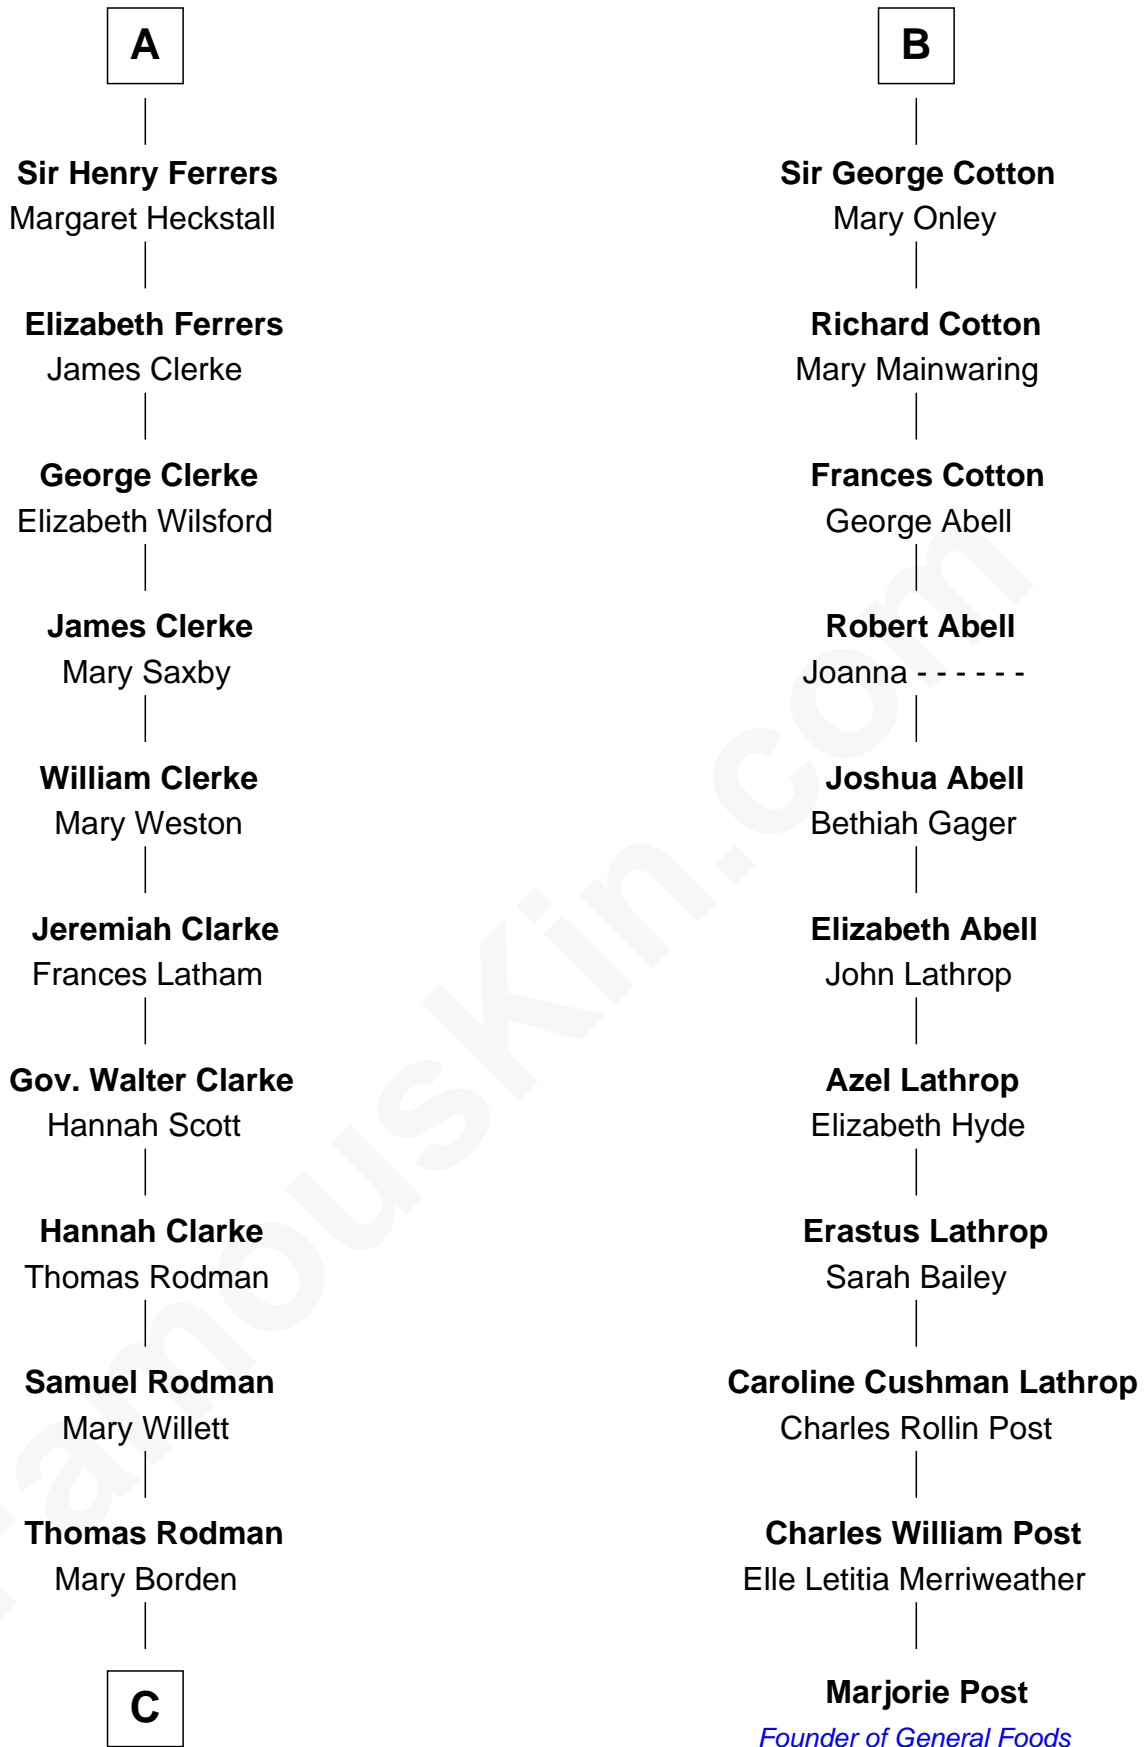 A
Sir Henry Ferrers
Margaret Heckstall
Elizabeth Ferrers
James Clerke
George Clerke
Elizabeth Wilsford
James Clerke
Mary Saxby
William Clerke
Mary Weston
Jeremiah Clarke
Frances Latham
Gov. Walter Clarke
Hannah Scott
Hannah Clarke
Thomas Rodman
Samuel Rodman
Mary Willett
Thomas Rodman
Mary Borden
C
B
Sir George Cotton
Mary Onley
Richard Cotton
Mary Mainwaring
Frances Cotton
George Abell
Robert Abell
Joanna - - - - - -
Joshua Abell
Bethiah Gager
Elizabeth Abell
John Lathrop
Azel Lathrop
Elizabeth Hyde
Erastus Lathrop
Sarah Bailey
Caroline Cushman Lathrop
Charles Rollin Post
Charles William Post
Elle Letitia Merriweather
Marjorie Post
Founder of General Foods
FamousKin.com